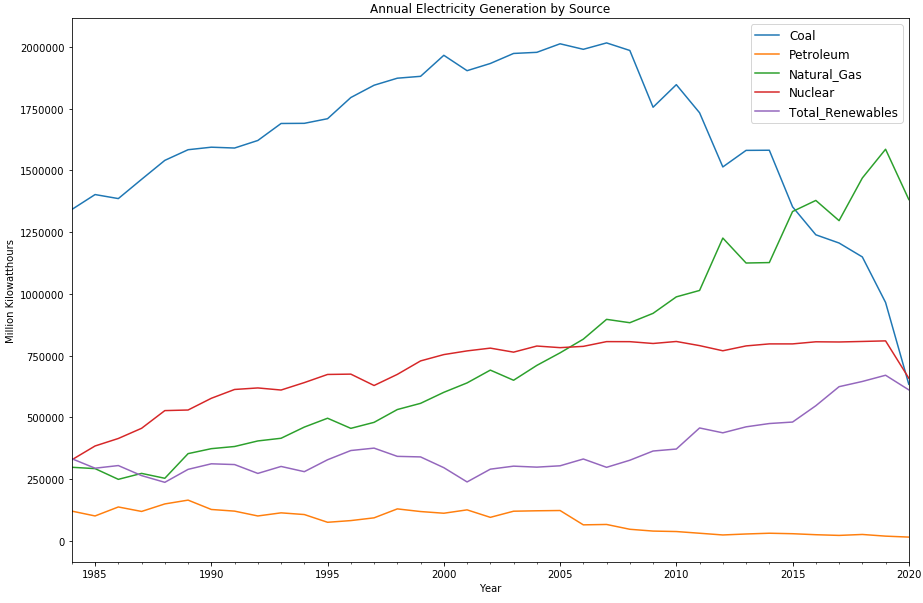 Annual Electricity Generation by Source
Coal
Petroleum
Natural_Gas
Nuclear
Total_Renewables
Million Kilowatthours
2000000
1750000
1500000
1250000
1000000
750000
500000
250000
0
1985
1990
1995
2000
2005
2010
2015
2020
Year